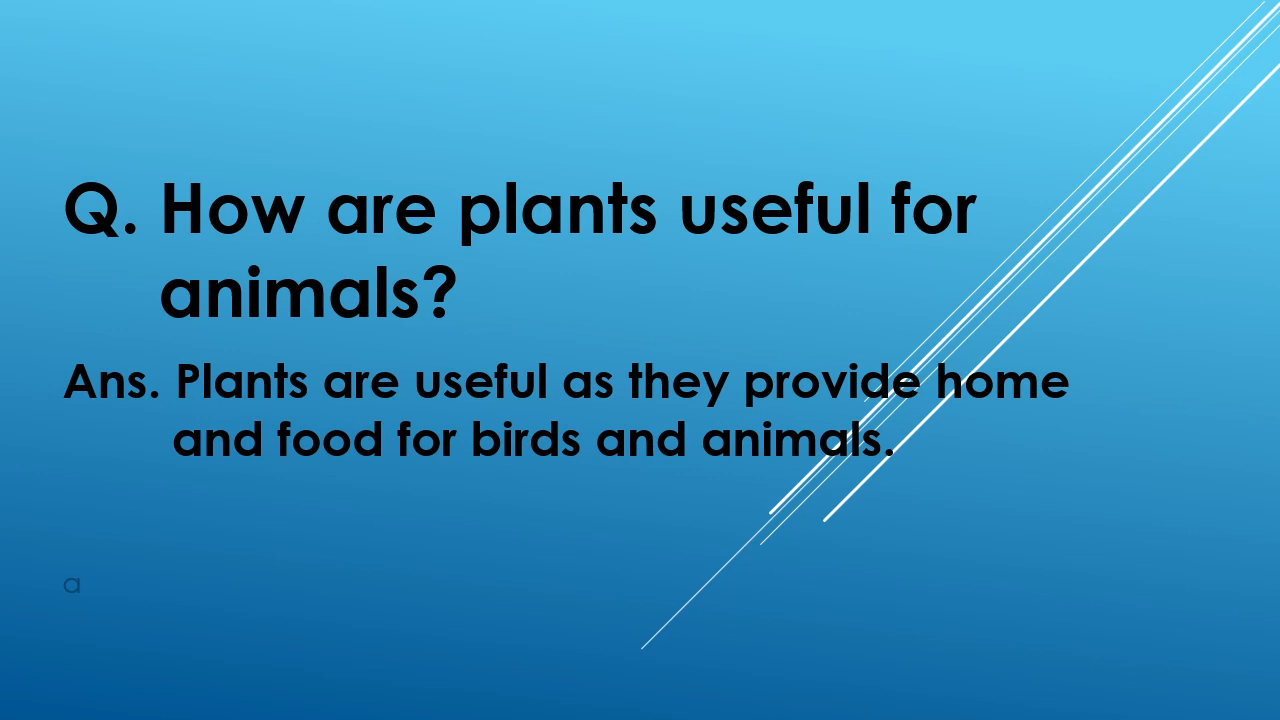 Q. How are plants useful for
animals?
Ans. Plants are useful as they provide home
and food for birds and animals.
a